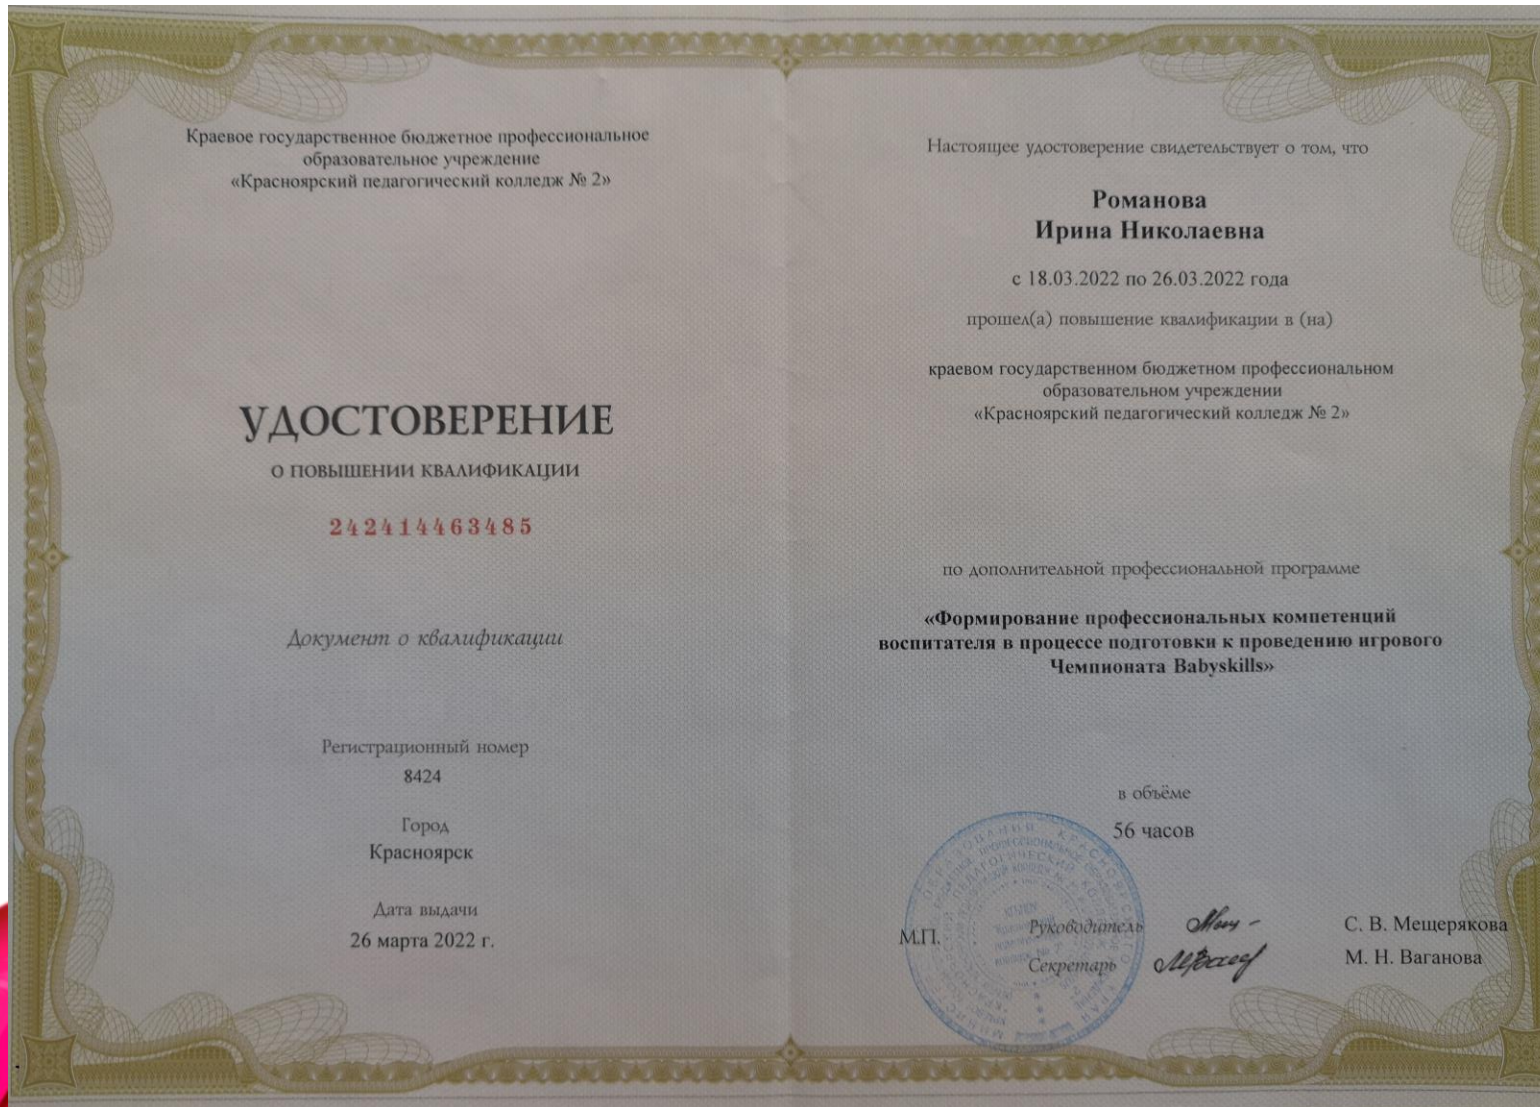 Краевое государственное бюджетное профессиональное
образовательное учреждение
«Красноярский педагогический колледж № 2»
УДОСТОВЕРЕНИЕ
О ПОВЫШЕНИИ КВАЛИФИКАЦИИ
242414463485
Документ о квалификации
Регистрационный номер
8424
Город
Красноярск
Дата выдачи
26 марта 2022 г.
Настоящее удостоверение свидетельствует о том, что
Романова
Ирина Николаевна
с 18.03.2022 по 26.03.2022 года
прошел(а) повышение квалификации в (на)
краевом государственном бюджетном профессиональном
образовательном учреждении
«Красноярский педагогический колледж № 2»
по дополнительной профессиональной программе
«Формирование профессиональных компетенций
воспитателя в процессе подготовки к проведению игрового
Чемпионата Babyskills»
в объёме
56 часов
М.П.
Руководитель
С. В. Мещерякова
Секретарь
М. Н. Ваганова